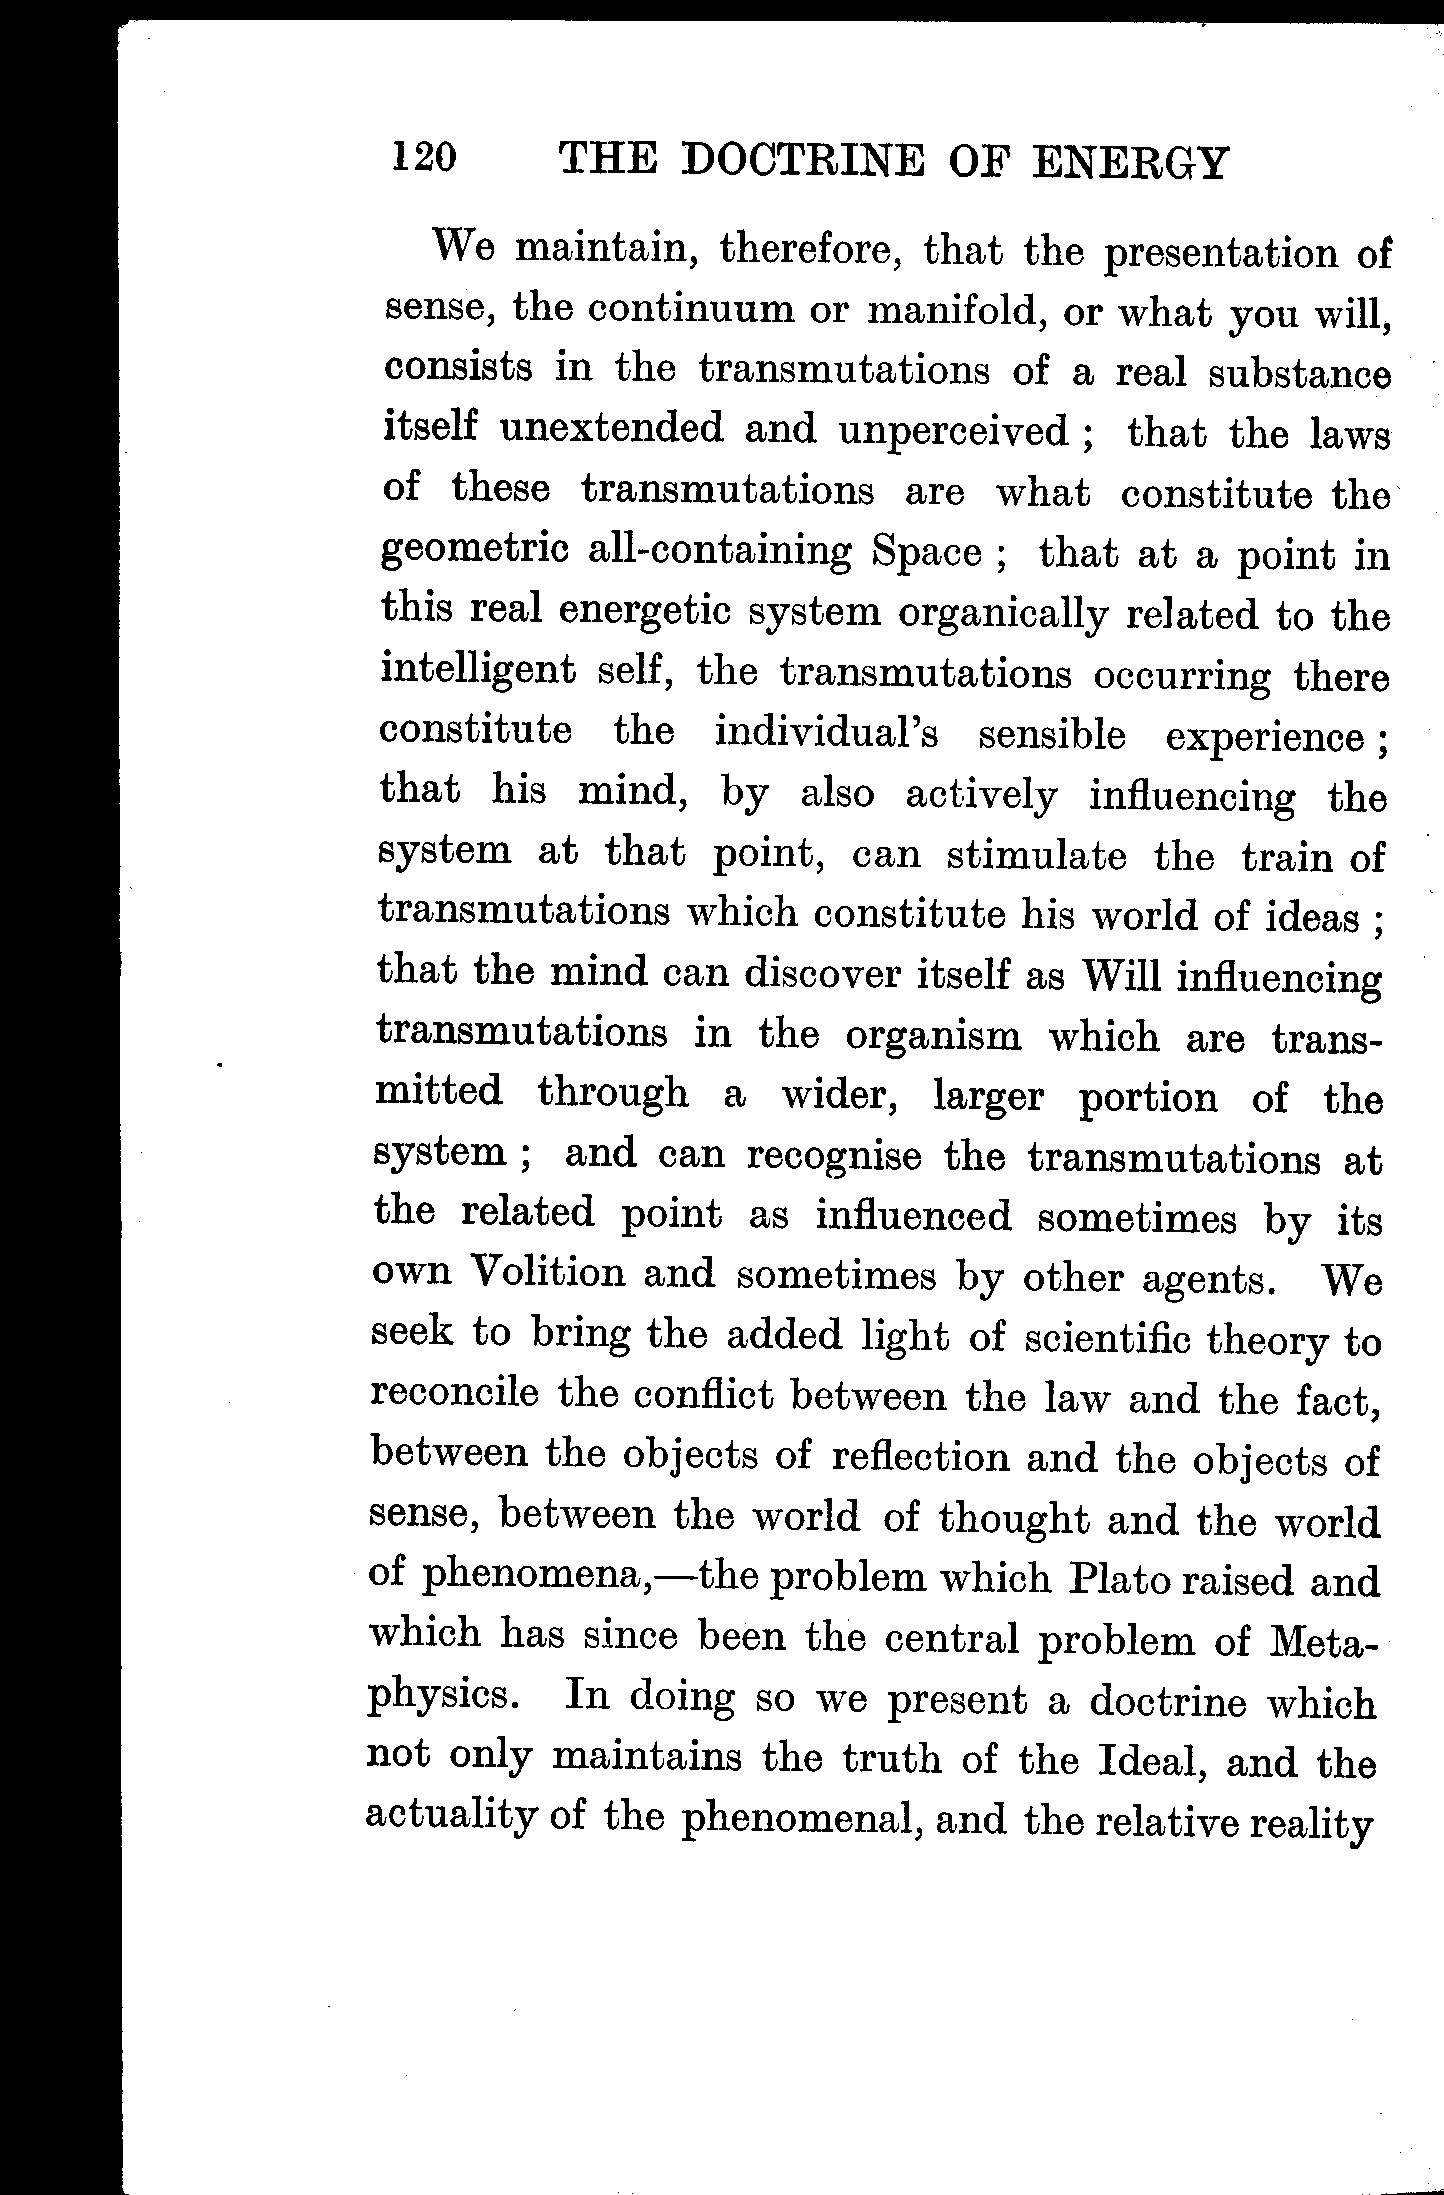 120 THE DOCTRINE OF ENERGY
We maintain, therefore, that the presentation of
sense, the continuum or manifold, or what you will,
consists in the transmutations of a real substance
itself unextended and unperceived ; that the laws
of these transmutations are what constitute the
geometric all-containing Space ; that at a point in
this real energetic system organically related to the
intelligent self, the transmutations occurring there
constitute the individual's sensible experience ;
that his mind, by also actively influencing the
system at that point, can stimulate the train of
transmutations which constitute his world of ideas ;
that the mind can discover itself as Will influencing
transmutations in the organism which are trans-
mitted through a wider, larger portion of the
system ; and can recognise the transmutations at
the related point as influenced sometimes by its
own Volition and sometimes by other agents. We
seek to bring the added light of scientific theory to
reconcile the conflict between the law and the fact,
between the objects of reflection and the objects of
sense, between the world of thought and the world
of phenomena,—the problem which Plato raised and
which has since been the central problem of Meta-
physics. In doing so we present a doctrine which
not only maintains the truth of the Ideal, and the
actuality of the phenomenal, and the relative reality